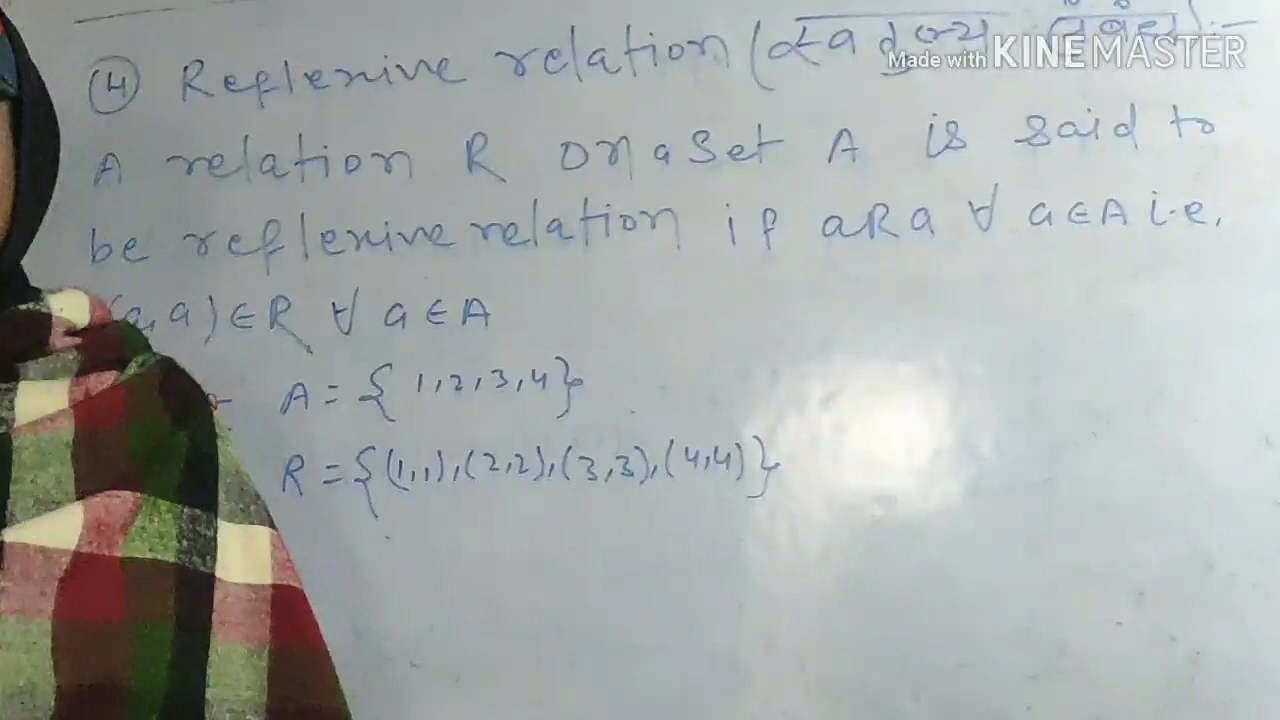 (4) Reflexive relation (
Made with KINEMASTER
A relation R on a Set A is said to
be reflexive relation if aRa ∀ a∈A i.e.
(a,a)∈R ∀ a∈A
A = { 1,2,3,4}
R = {(1,1),(2,2),(3,3),(4,4)}